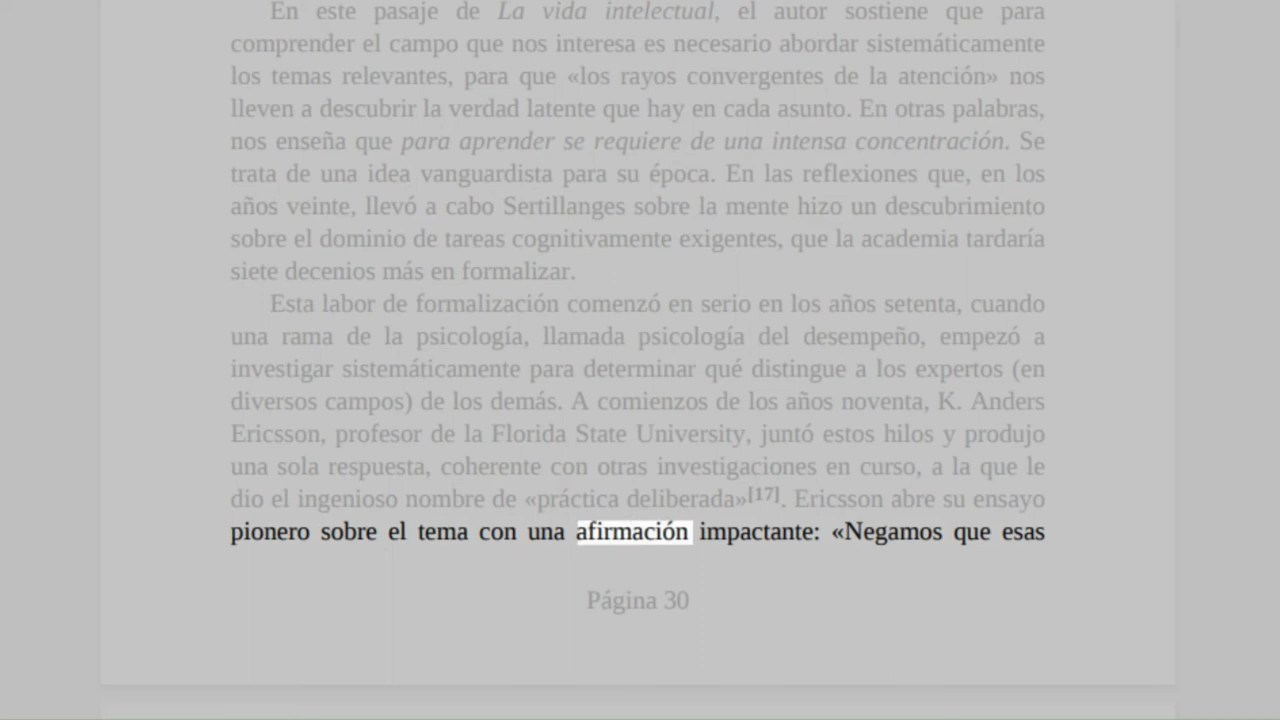 En este pasaje de La vida intelectual, el autor sostiene que para
comprender el campo que nos interesa es necesario abordar sistemáticamente
los temas relevantes, para que «los rayos convergentes de la atención» nos
lleven a descubrir la verdad latente que hay en cada asunto. En otras palabras,
nos enseña que para aprender se requiere de una intensa concentración. Se
trata de una idea vanguardista para su época. En las reflexiones que, en los
años veinte, llevó a cabo Sertillanges sobre la mente hizo un descubrimiento
sobre el dominio de tareas cognitivamente exigentes, que la academia tardaría
siete decenios más en formalizar.
Esta labor de formalización comenzó en serio en los años setenta, cuando
una rama de la psicología, llamada psicología del desempeño, empezó a
investigar sistemáticamente para determinar qué distingue a los expertos (en
diversos campos) de los demás. A comienzos de los años noventa, K. Anders
Ericsson, profesor de la Florida State University, juntó estos hilos y produjo
una sola respuesta, coherente con otras investigaciones en curso, a la que le
dio el ingenioso nombre de «práctica deliberada»[17]. Ericsson abre su ensayo
pionero sobre el tema con una afirmación impactante: «Negamos que esas
Página 30